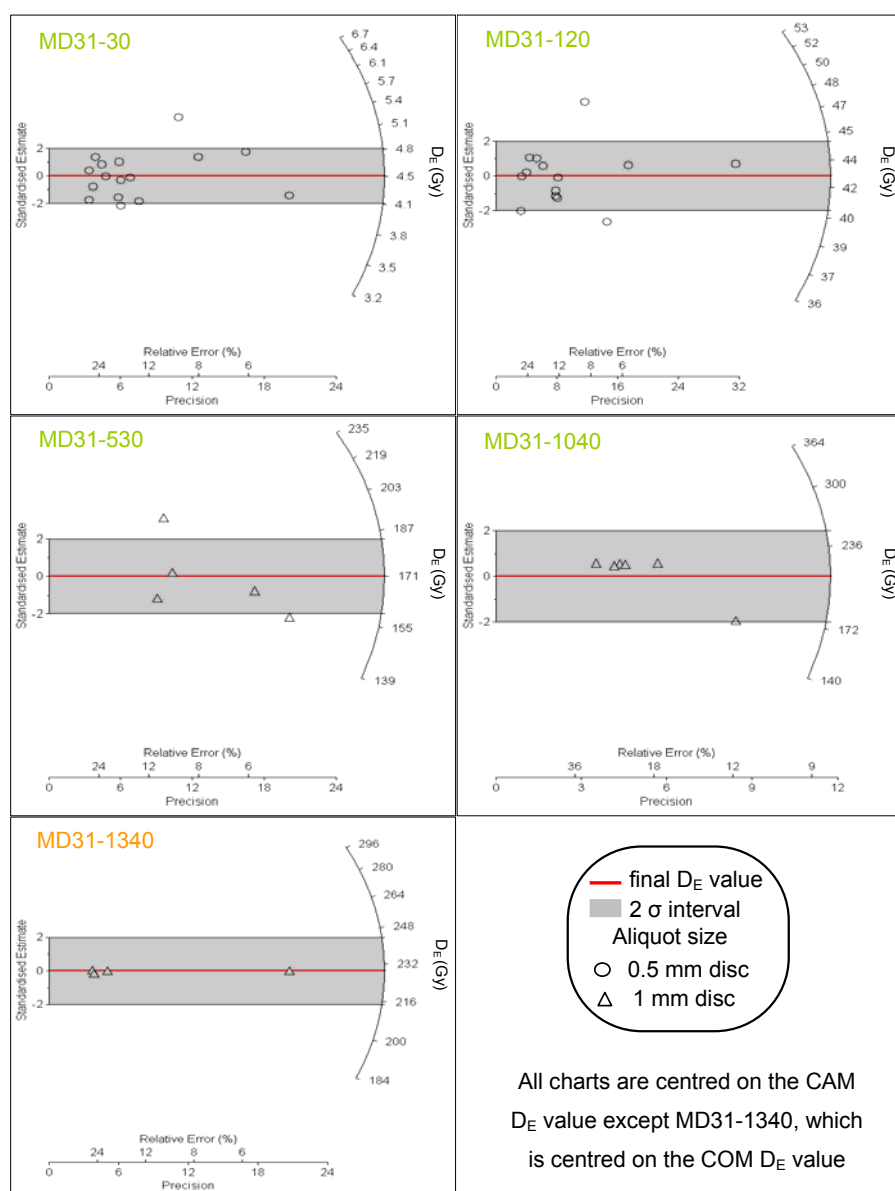 MD31-30
6.7
6.4
6.1
5.7
5.4
5.1
4.8
4.5
4.1
3.8
3.5
3.2
D_E (Gy)
Standardised Estimate
2
0
-2
Relative Error (%)
24 12 8 6
0 6 12 18 24
Precision
MD31-120
53
52
50
48
47
45
44
42
40
39
37
36
D_E (Gy)
Standardised Estimate
2
0
-2
Relative Error (%)
24 12 8 6
0 8 16 24 32
Precision
MD31-530
235
219
203
187
171
155
139
D_E (Gy)
Standardised Estimate
2
0
-2
Relative Error (%)
24 12 8 6
0 6 12 18 24
Precision
MD31-1040
364
300
236
172
140
D_E (Gy)
Standardised Estimate
2
0
-2
Relative Error (%)
36 18 12 9
0 3 6 9 12
Precision
MD31-1340
296
280
264
248
232
216
200
184
D_E (Gy)
Standardised Estimate
2
0
-2
Relative Error (%)
24 12 8 6
0 6 12 18 24
Precision
final D_E value
2 σ interval
Aliquot size
0.5 mm disc
1 mm disc
All charts are centred on the CAM
D_E value except MD31-1340, which
is centred on the COM D_E value